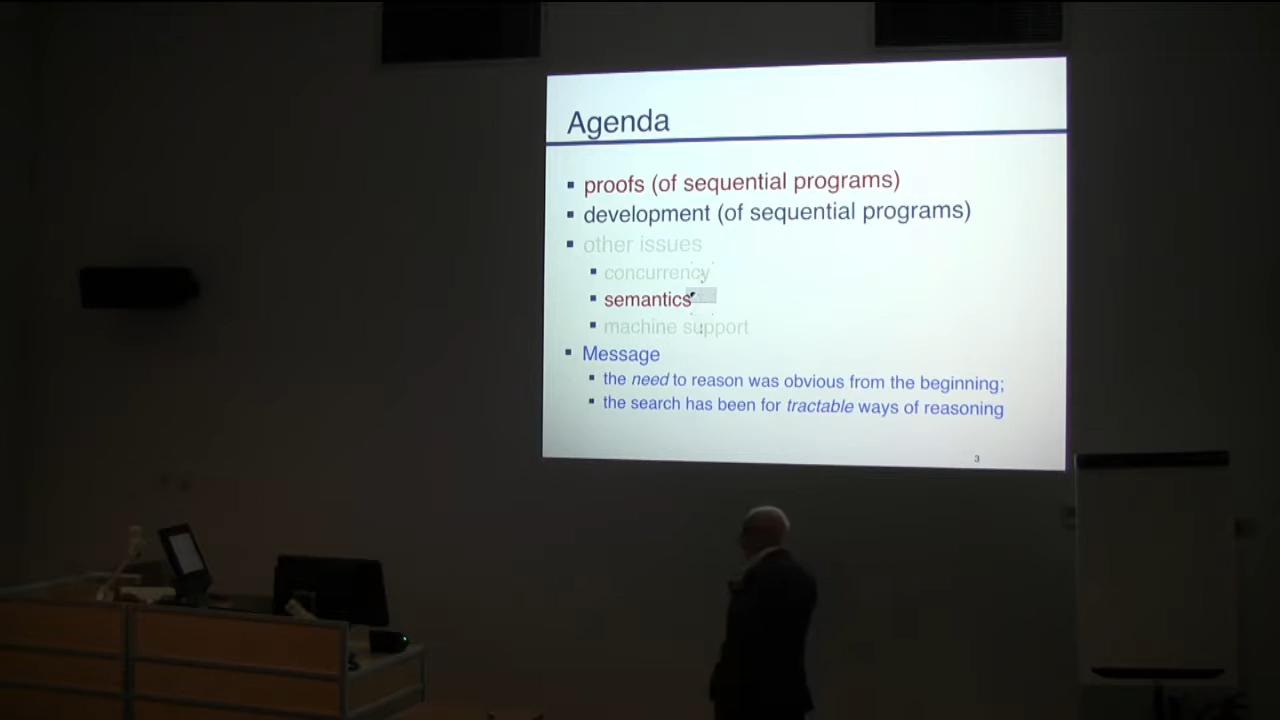 Agenda
proofs (of sequential programs)
development (of sequential programs)
other issues
concurrency
semantics
machine support
Message
the need to reason was obvious from the beginning;
the search has been for tractable ways of reasoning
3